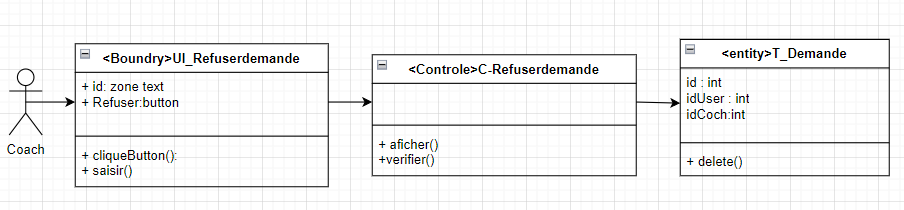 Coach
<Boundry>UI_Refuserdemande
+ id: zone text
+ Refuser:button
+ cliqueButton():
+ saisir()
<Controle>C-Refuserdemande
+ aficher()
+verifier()
<entity>T_Demande
id : int
idUser : int
idCoch:int
+ delete()